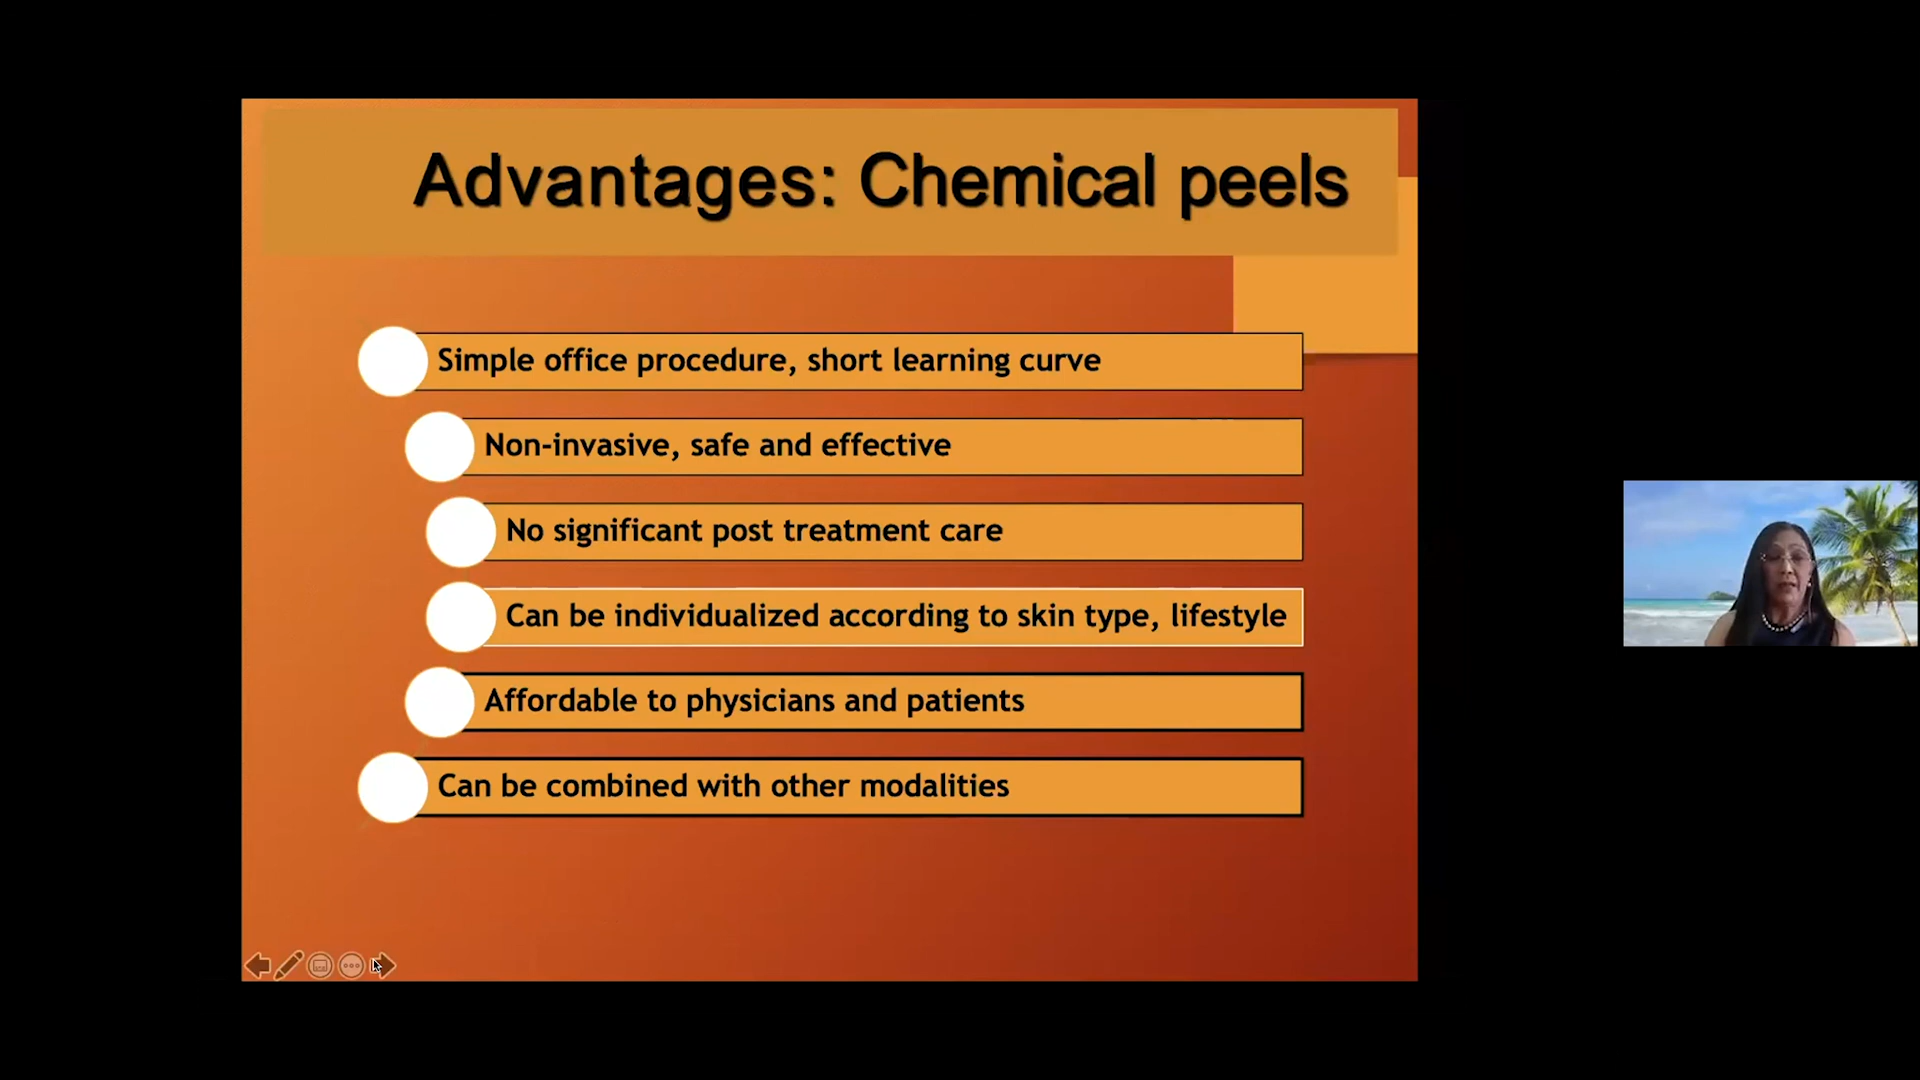 Advantages: Chemical peels
Simple office procedure, short learning curve
Non-invasive, safe and effective
No significant post treatment care
Can be individualized according to skin type, lifestyle
Affordable to physicians and patients
Can be combined with other modalities